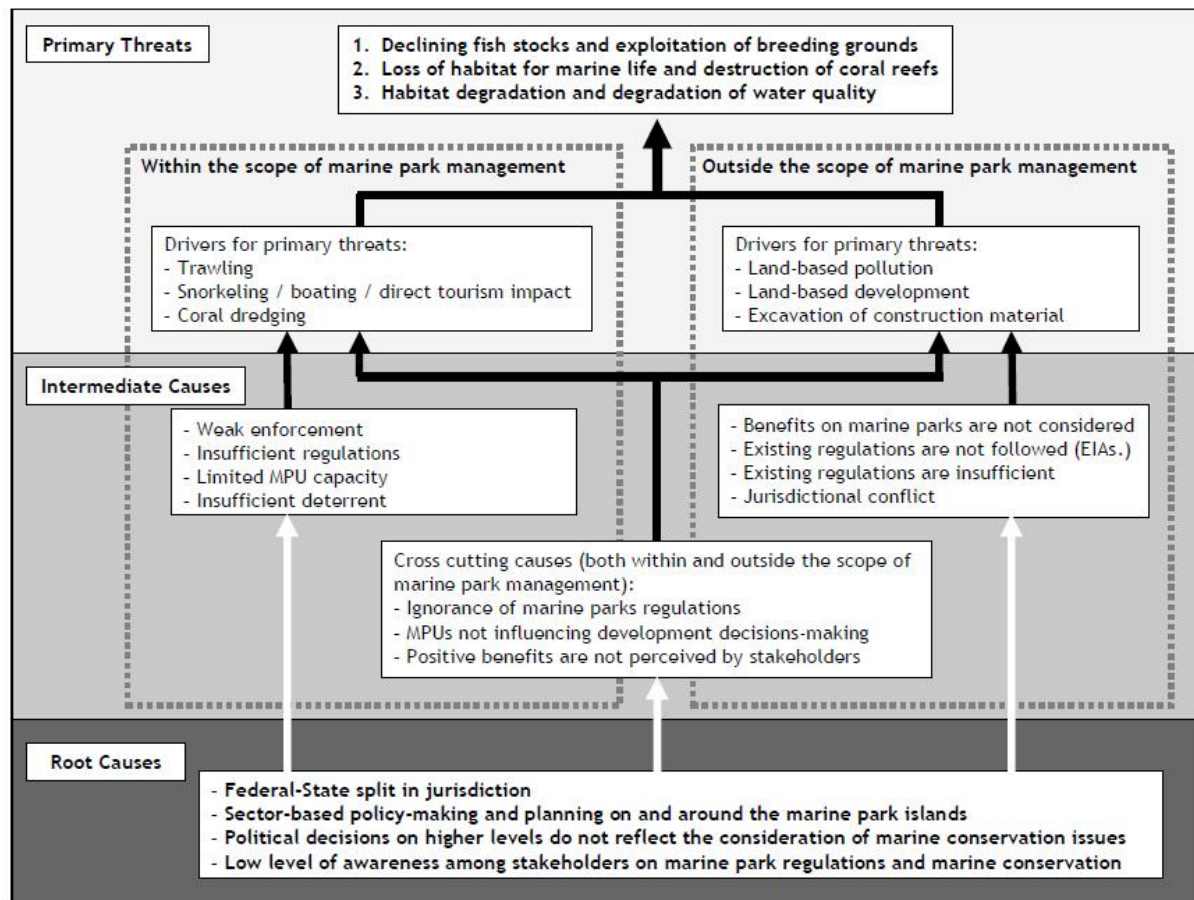 Primary Threats
1. Declining fish stocks and exploitation of breeding grounds
2. Loss of habitat for marine life and destruction of coral reefs
3. Habitat degradation and degradation of water quality
Within the scope of marine park management
Outside the scope of marine park management
Drivers for primary threats:
- Trawling
- Snorkeling / boating / direct tourism impact
- Coral dredging
Drivers for primary threats:
- Land-based pollution
- Land-based development
- Excavation of construction material
Intermediate Causes
- Weak enforcement
- Insufficient regulations
- Limited MPU capacity
- Insufficient deterrent
- Benefits on marine parks are not considered
- Existing regulations are not followed (EIAs.)
- Existing regulations are insufficient
- Jurisdictional conflict
Cross cutting causes (both within and outside the scope of
marine park management):
- Ignorance of marine parks regulations
- MPUs not influencing development decisions-making
- Positive benefits are not perceived by stakeholders
Root Causes
- Federal-State split in jurisdiction
- Sector-based policy-making and planning on and around the marine park islands
- Political decisions on higher levels do not reflect the consideration of marine conservation issues
- Low level of awareness among stakeholders on marine park regulations and marine conservation